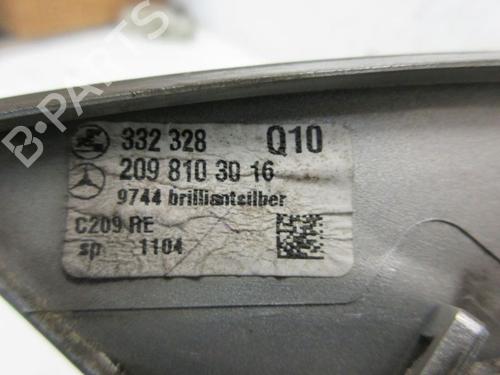 332 328 Q10
209 810 30 16
9744 brilliantsilber
C209 RE
sp 1104
B-PARTS